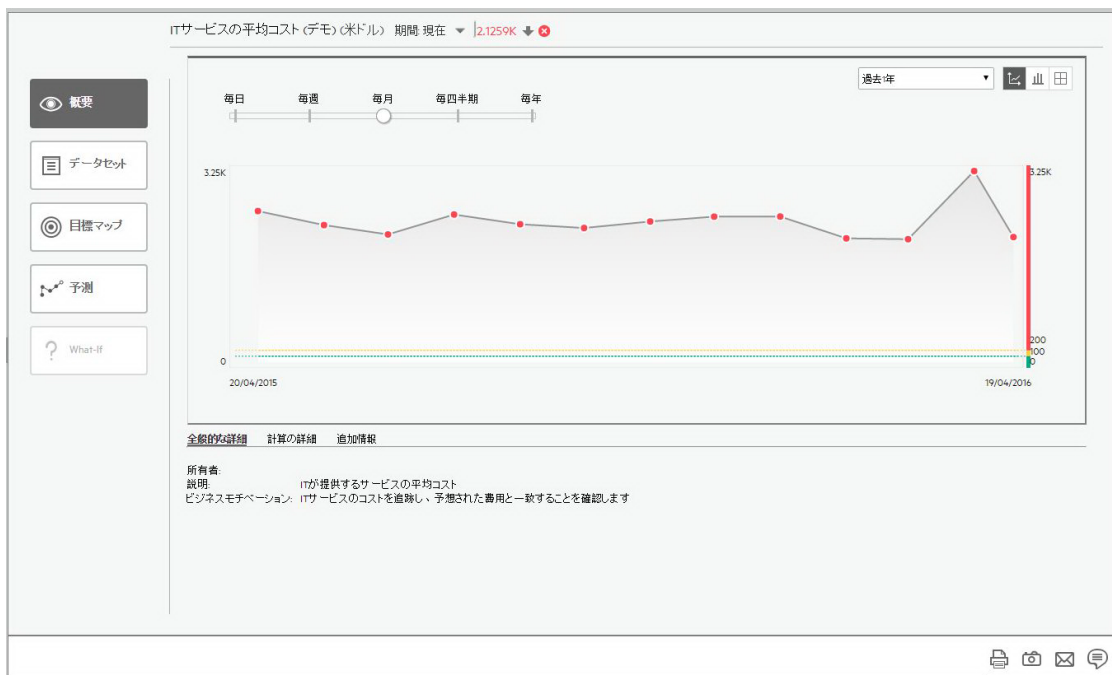 ITサービスの平均コスト (デモ) (米ドル) 期間: 現在 2.1259K
概要
データセット
目標マップ
予測
What-If
過去1年
毎日 毎週 毎月 毎四半期 毎年
3.25K
3.25K
200
100
0
0
20/04/2015
19/04/2016
全般的な詳細 計算の詳細 追加情報
所有者:
説明: ITが提供するサービスの平均コスト
ビジネスモチベーション: ITサービスのコストを追跡し、予想された費用と一致することを確認します